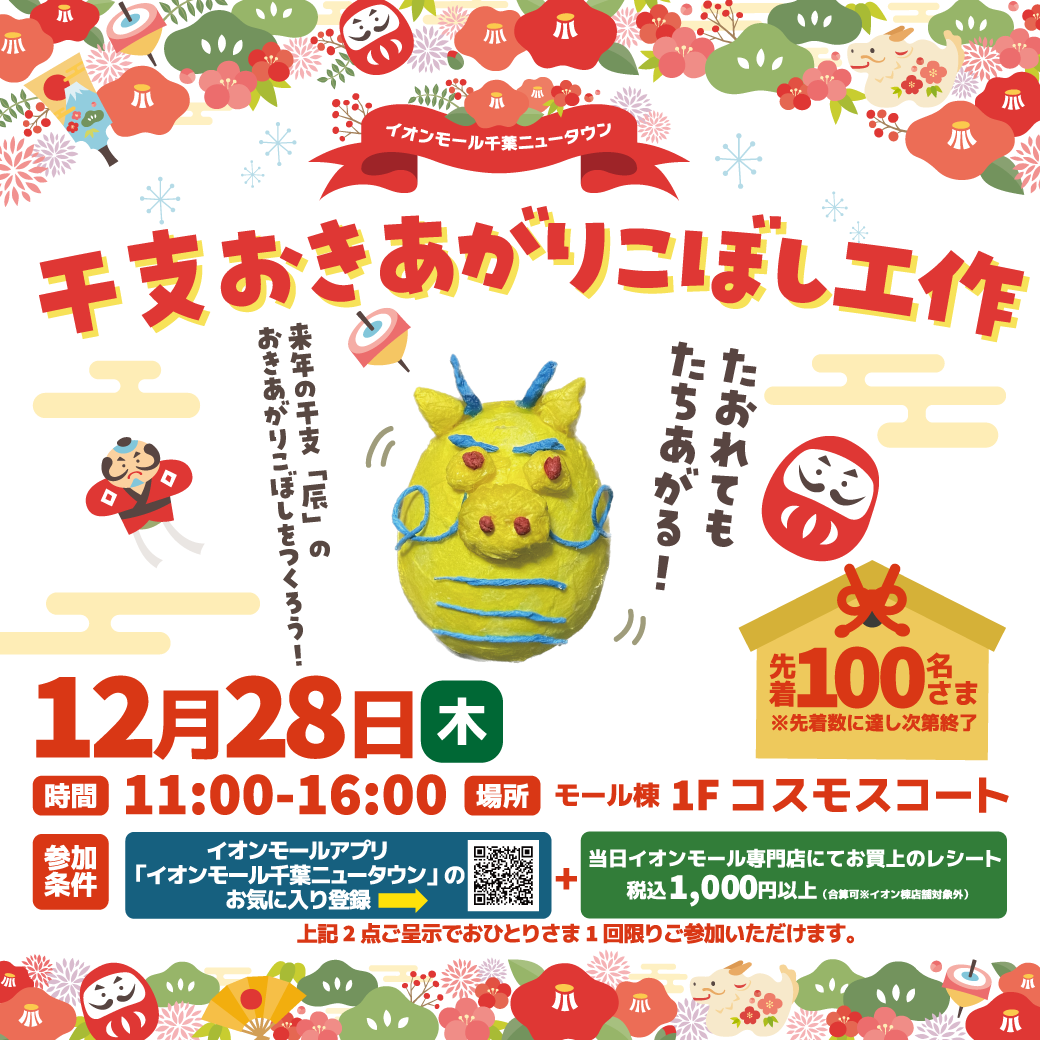 イオンモール千葉ニュータウン
干支おきあがりこぼし工作
来年の干支「辰」の
おきあがりこぼしをつくろう！
たおれても
たちあがる！
先着100名さま
※先着数に達し次第終了
12月28日 木
時間 11:00-16:00 場所 モール棟 1F コスモスコート
参加条件
イオンモールアプリ
「イオンモール千葉ニュータウン」の
お気に入り登録
+
当日イオンモール専門店にてお買上のレシート
税込1,000円以上（合算可※イオン棟店舗対象外）
上記2点ご呈示でおひとりさま1回限りご参加いただけます。